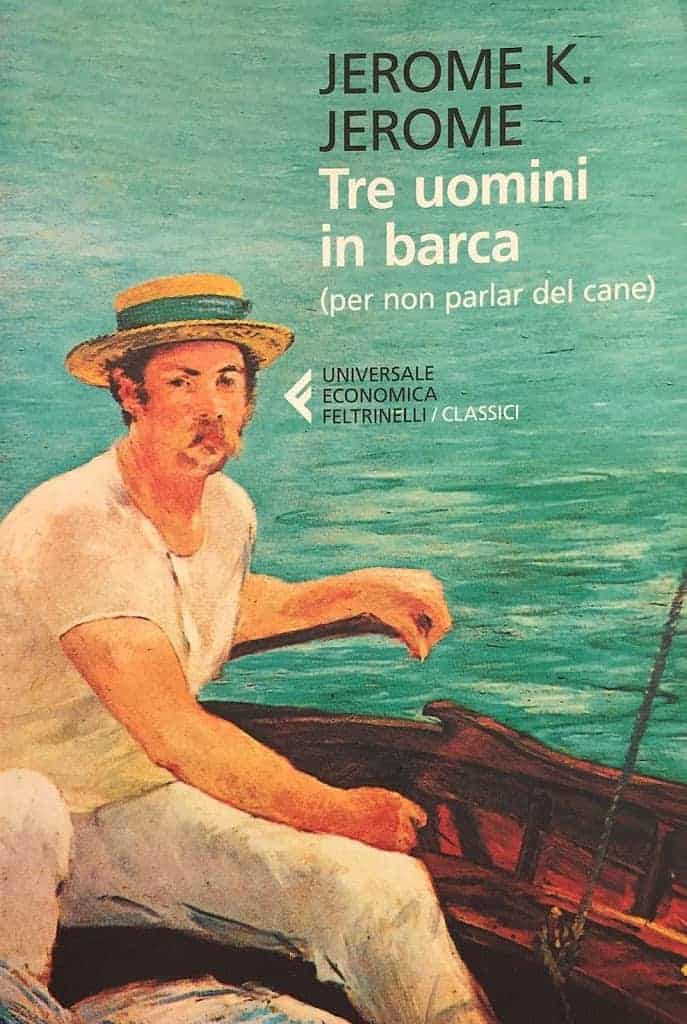 JEROME K.
JEROME
Tre uomini
in barca
(per non parlar del cane)
UNIVERSALE
ECONOMICA
FELTRINELLI / CLASSICI